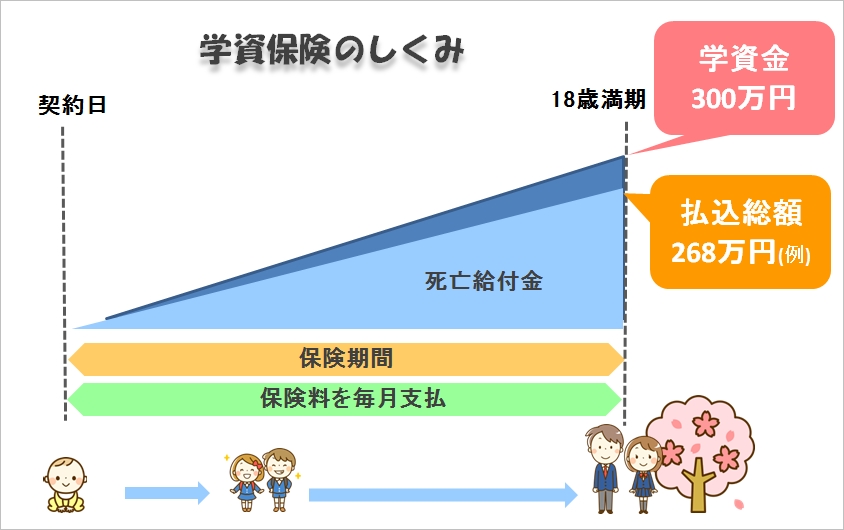 学資保険のしくみ
契約日
18歳満期
学資金
300万円
払込総額
268万円(例)
死亡給付金
保険期間
保険料を毎月支払